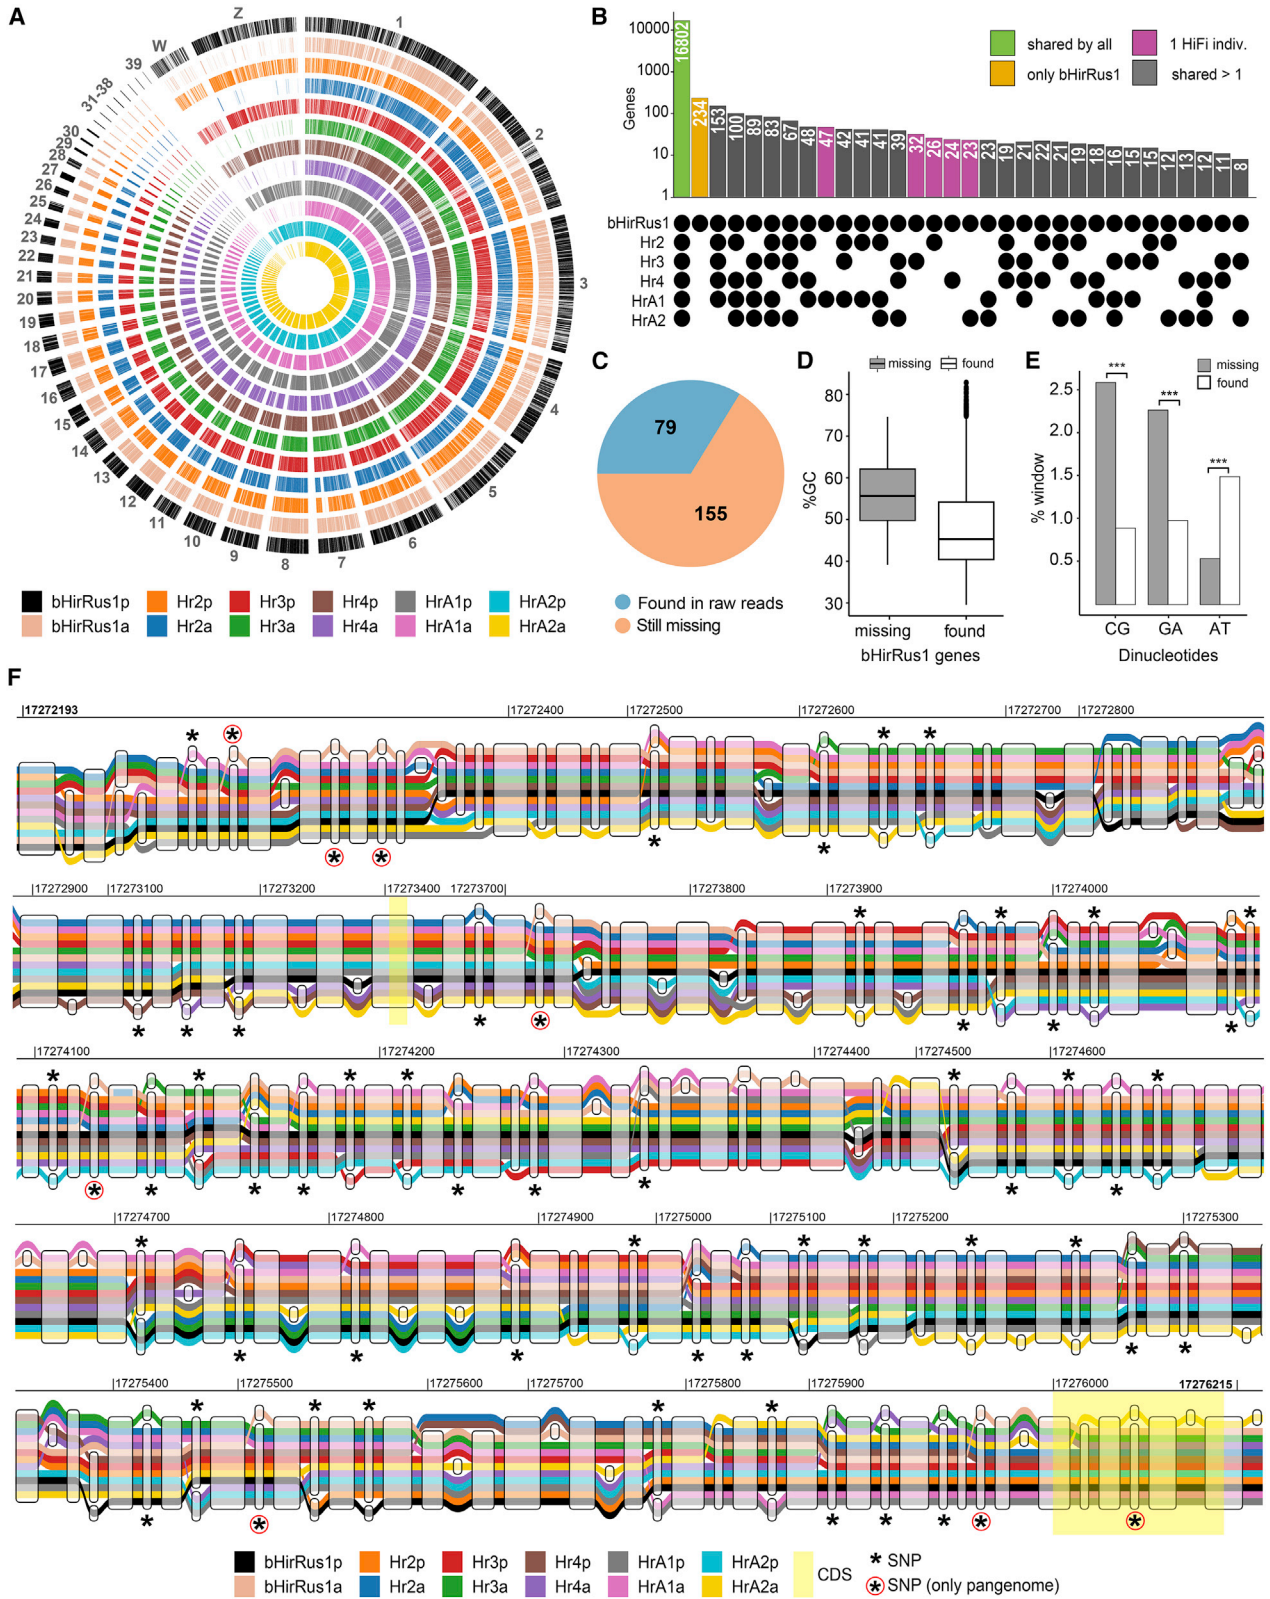 A
Z
W
39
31-38
30
29
28
27
26
25
24
23
22
21
20
19
18
17
16
15
14
13
12
11
10
9
8
7
6
5
4
3
2
1
bHirRus1p Hr2p Hr3p Hr4p HrA1p HrA2p
bHirRus1a Hr2a Hr3a Hr4a HrA1a HrA2a
B
Genes
10000
1000
100
10
1
16802 234 153 100 89 83 67 48 47 42 41 41 39 32 26 24 23 23 19 21 22 21 19 18 16 15 15 12 13 12 11 8
shared by all 1 HiFi indiv.
only bHirRus1 shared > 1
bHirRus1
Hr2
Hr3
Hr4
HrA1
HrA2
C
79
155
Found in raw reads
Still missing
D
missing found
%GC
80
70
60
50
40
30
missing found
bHirRus1 genes
E
missing
found
% window
2.5
2.0
1.5
1.0
0.5
*** *** ***
CG GA AT
Dinucleotides
F
17272193 17272400 17272500 17272600 17272700 17272800
17272900 17273100 17273200 17273400 17273700 17273800 17273900 17274000
17274100 17274200 17274300 17274400 17274500 17274600
17274700 17274800 17274900 17275000 17275100 17275200 17275300
17275400 17275500 17275600 17275700 17275800 17275900 17276000 17276215
bHirRus1p Hr2p Hr3p Hr4p HrA1p HrA2p CDS * SNP
bHirRus1a Hr2a Hr3a Hr4a HrA1a HrA2a * SNP (only pangenome)